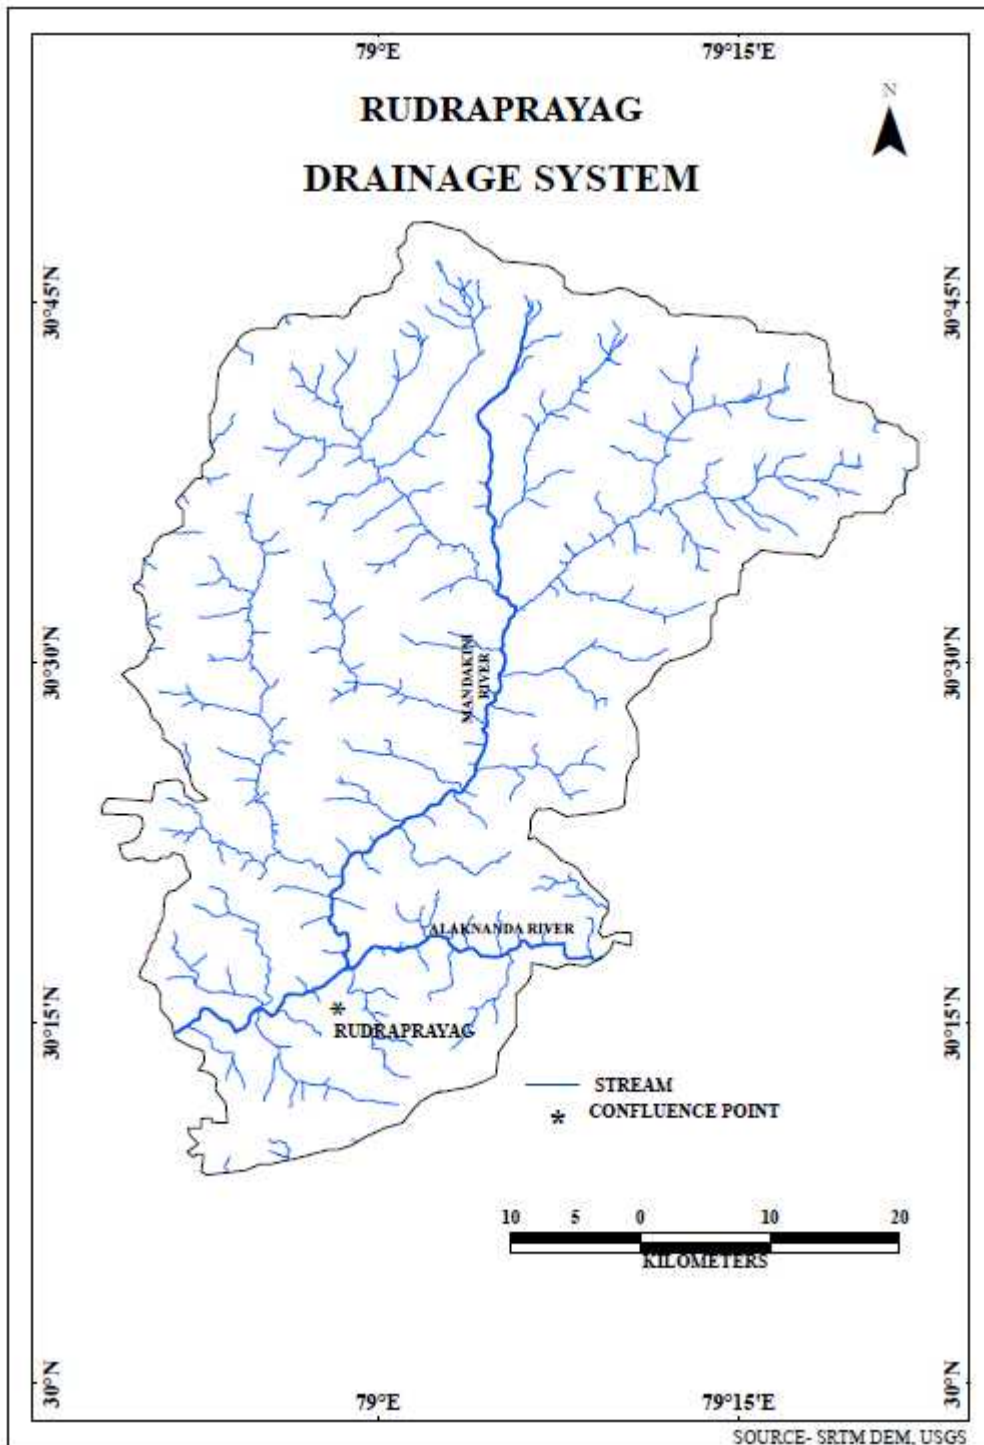 79°E
79°15'E
N
RUDRAPRAYAG
DRAINAGE SYSTEM
30°45'N
30°45'N
30°30'N
MANDAKINI
RIVER
30°30'N
ALAKNANDA RIVER
30°15'N
*
RUDRAPRAYAG
30°15'N
STREAM
* CONFLUENCE POINT
10 5 0 10 20
KILOMETERS
30°N
30°N
79°E
79°15'E
SOURCE- SRTM DEM, USGS